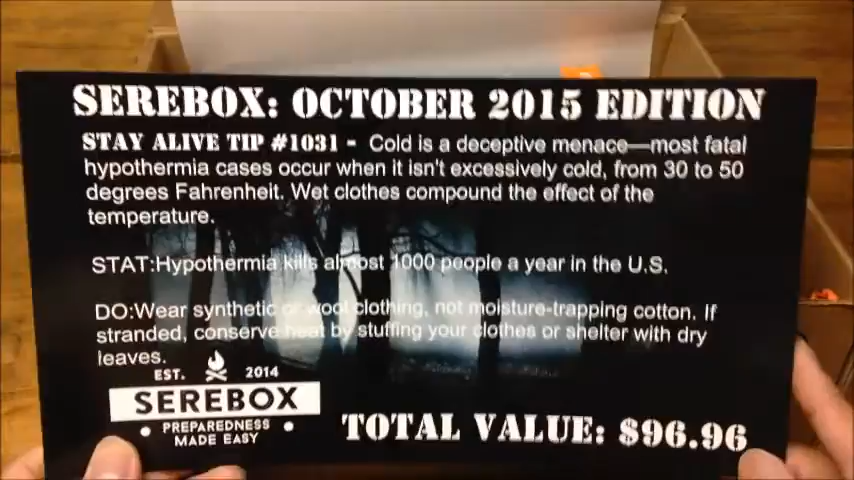 SEREBOX: OCTOBER 2015 EDITION
STAY ALIVE TIP #1031 - Cold is a deceptive menace—most fatal
hypothermia cases occur when it isn't excessively cold, from 30 to 50
degrees Fahrenheit. Wet clothes compound the effect of the
temperature.
STAT:Hypothermia kills almost 1000 people a year in the U.S.
DO:Wear synthetic or wool clothing, not moisture-trapping cotton. If
stranded, conserve heat by stuffing your clothes or shelter with dry
leaves.
EST. 2014
SEREBOX
• PREPAREDNESS •
MADE EASY
TOTAL VALUE: $96.96